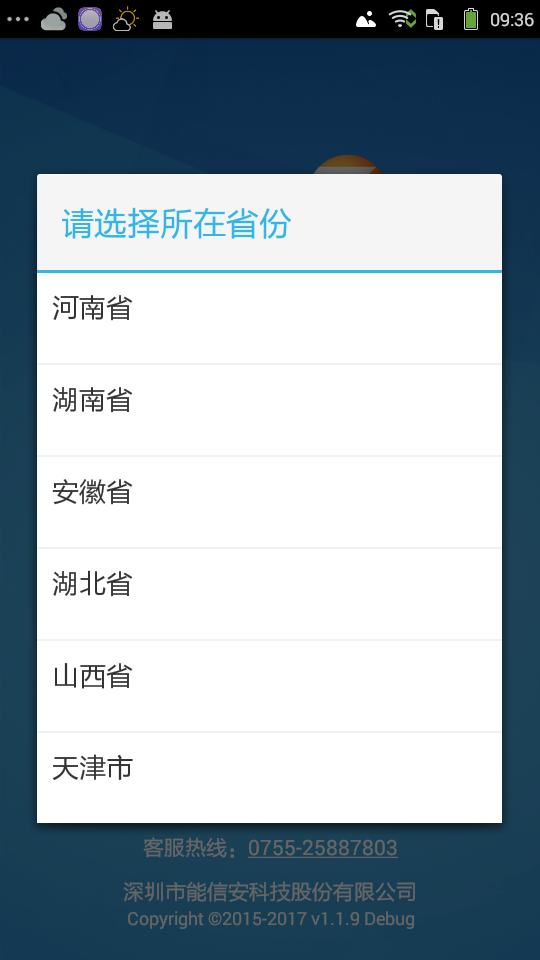 09:36
请选择所在省份
河南省
湖南省
安徽省
湖北省
山西省
天津市
客服热线：0755-25887803
深圳市能信安科技股份有限公司
Copyright ©2015-2017 v1.1.9 Debug